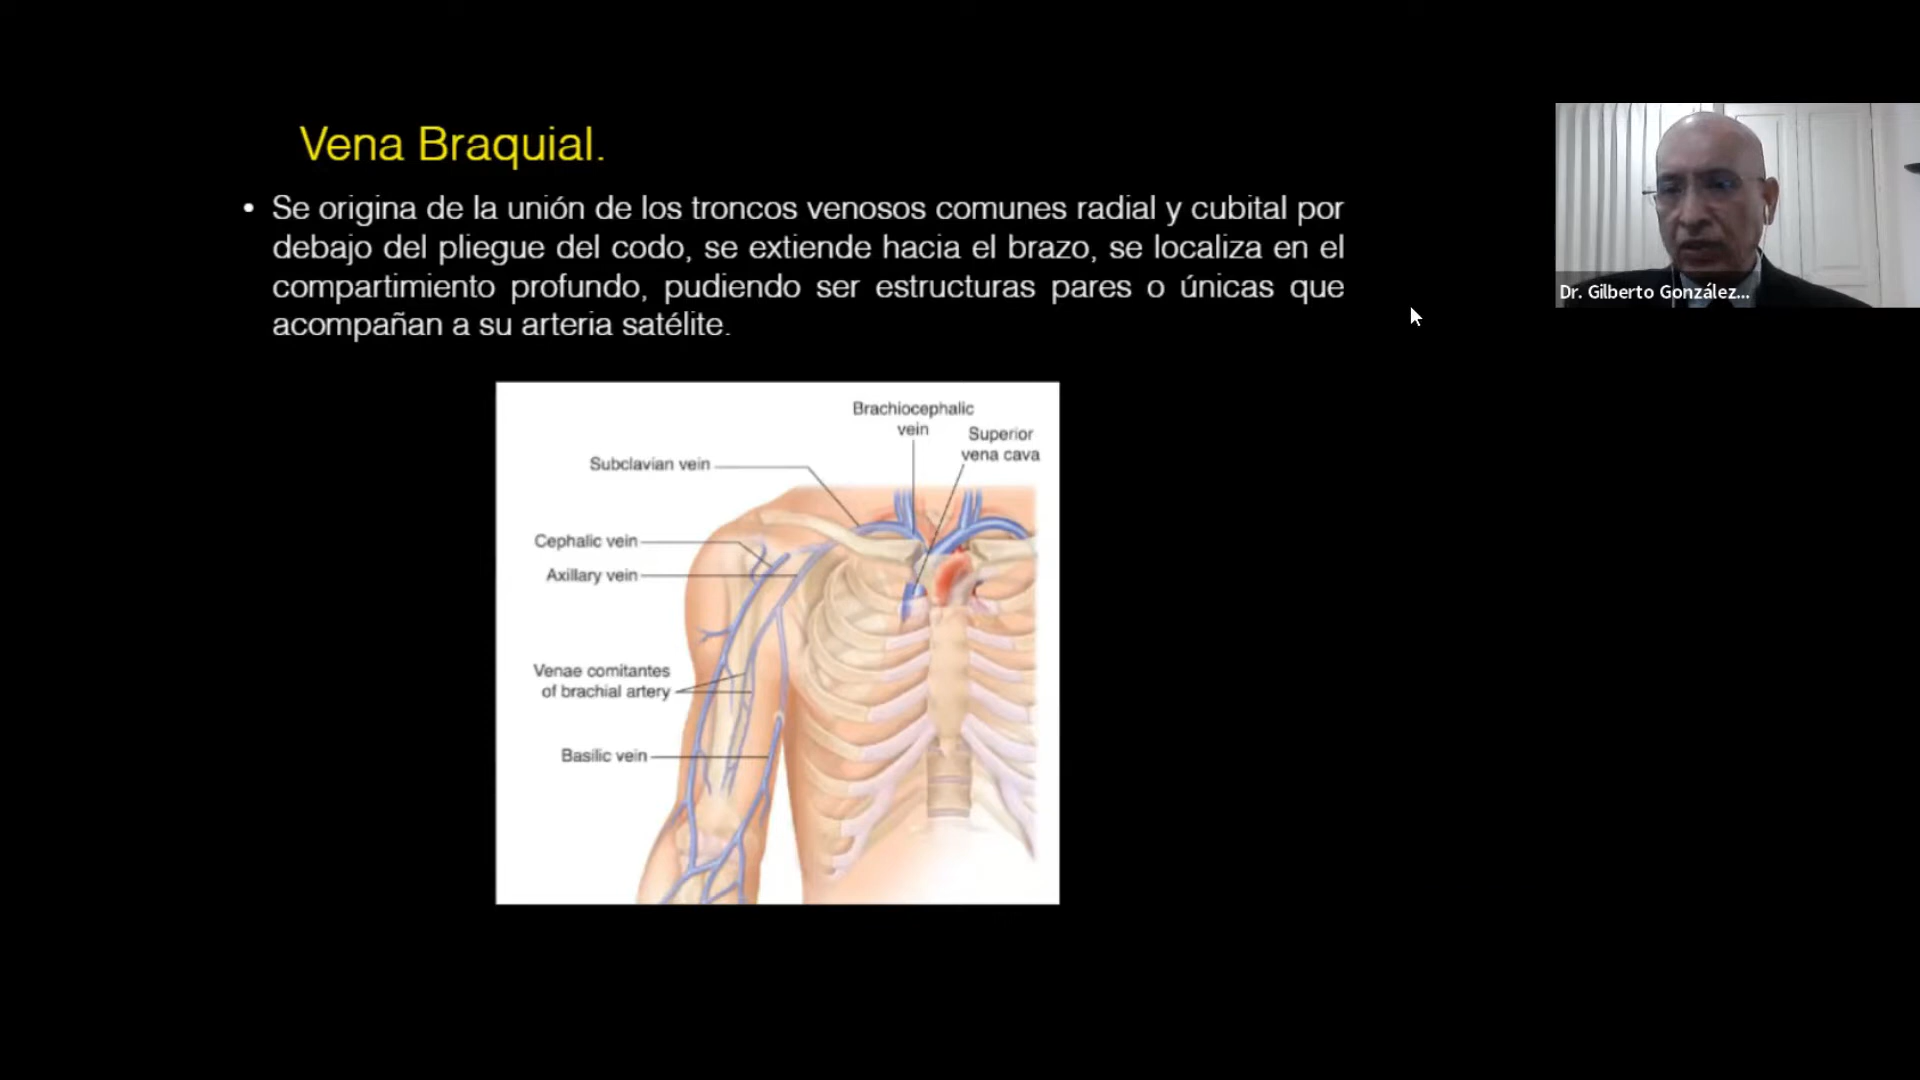 Vena Braquial.
• Se origina de la unión de los troncos venosos comunes radial y cubital por
debajo del pliegue del codo, se extiende hacia el brazo, se localiza en el
compartimiento profundo, pudiendo ser estructuras pares o únicas que
acompañan a su arteria satélite.
Dr. Gilberto González...
Brachiocephalic
vein
Superior
vena cava
Subclavian vein
Cephalic vein
Axillary vein
Venae comitantes
of brachial artery
Basilic vein